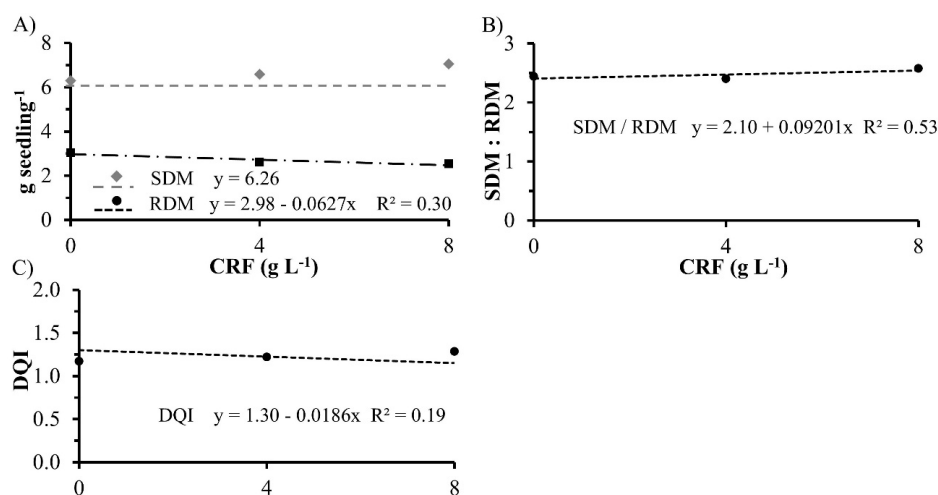 A)
8
6
4
2
0
g seedling⁻¹
SDM y = 6.26
RDM y = 2.98 - 0.0627x R² = 0.30
0 4 8
CRF (g L⁻¹)
B)
3
2
1
0
SDM : RDM
SDM / RDM y = 2.10 + 0.09201x R² = 0.53
0 4 8
CRF (g L⁻¹)
C)
2.0
1.5
1.0
0.5
0.0
DQI
DQI y = 1.30 - 0.0186x R² = 0.19
0 4 8